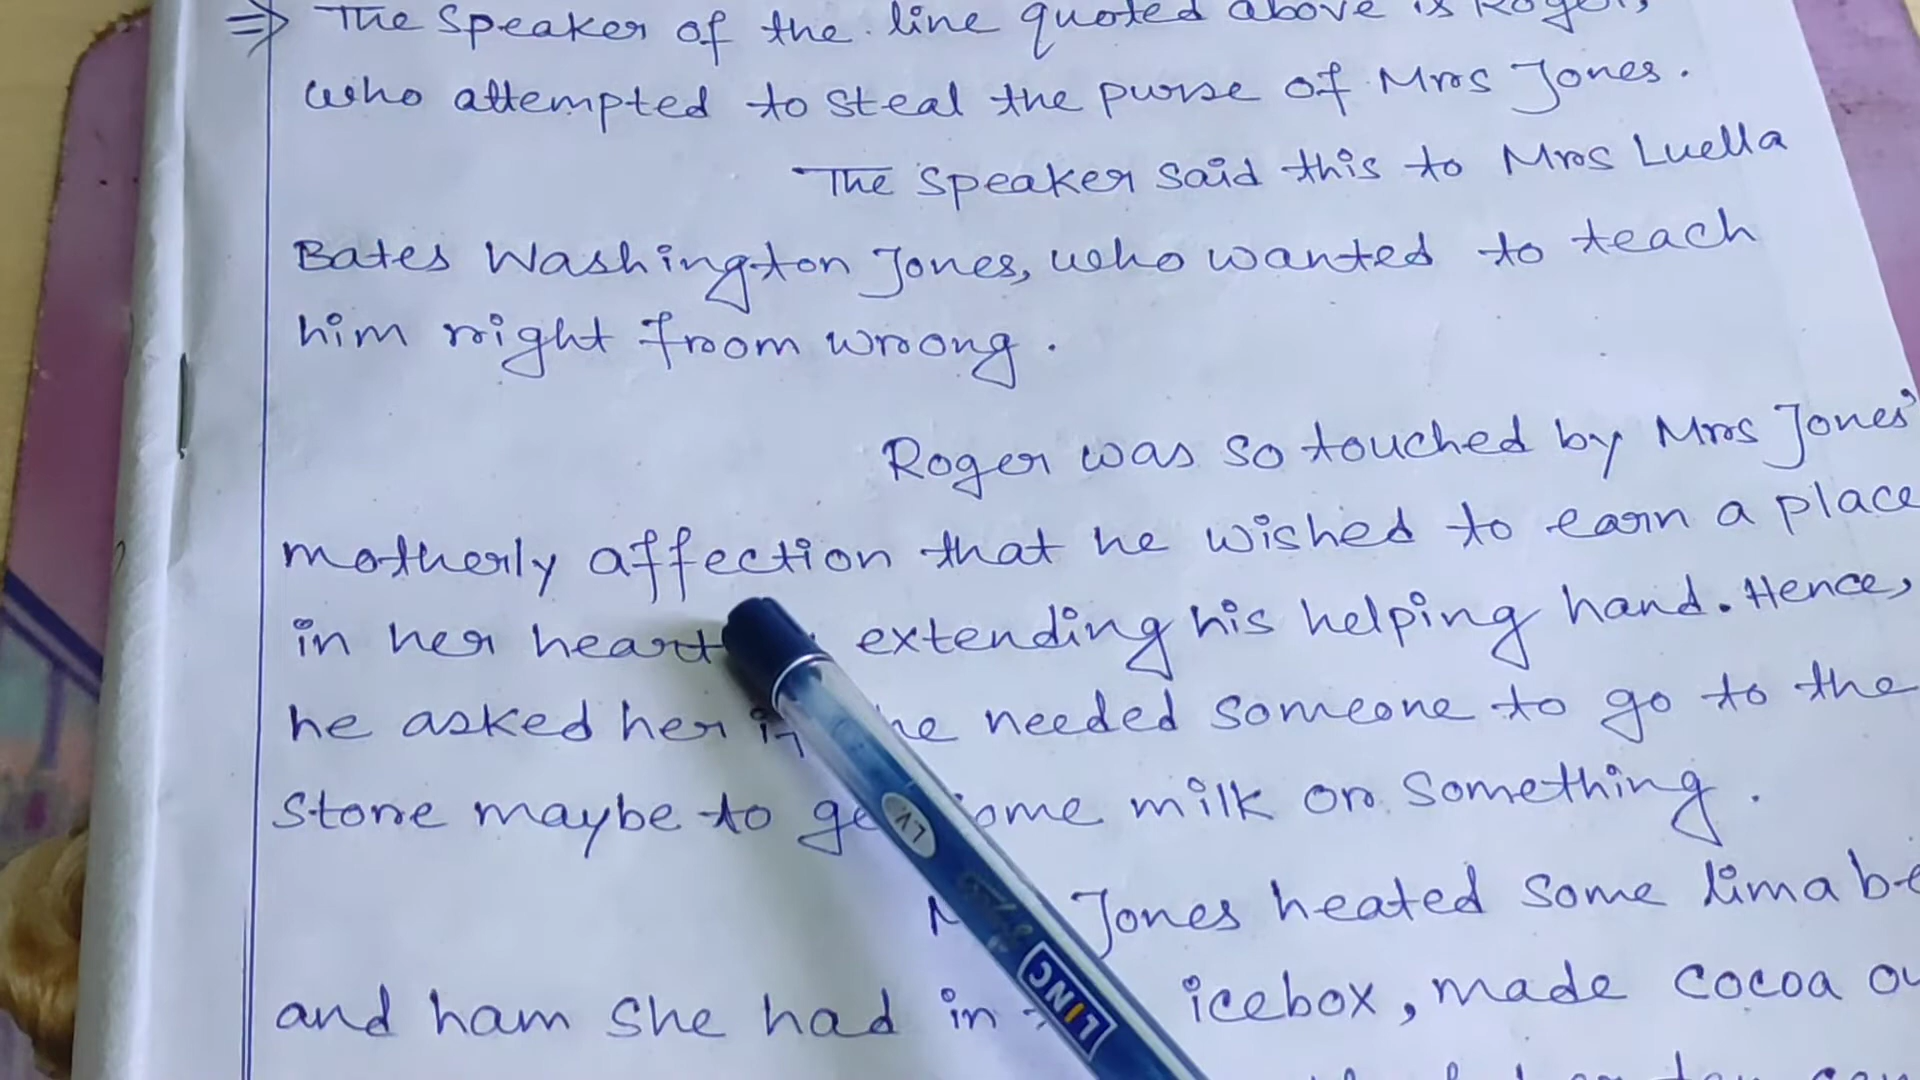 ⇒ The speaker of the line quoted above is Roger,
who attempted to steal the purse of Mrs Jones.
The speaker said this to Mrs Luella
Bates Washington Jones, who wanted to teach
him right from wrong.
Roger was so touched by Mrs Jones'
motherly affection that he wished to earn a place
in her heart extending his helping hand. Hence,
he asked her needed someone to go to the
store maybe to milk or something.
Jones heated some lima
and ham she had in icebox, made cocoa
LINC